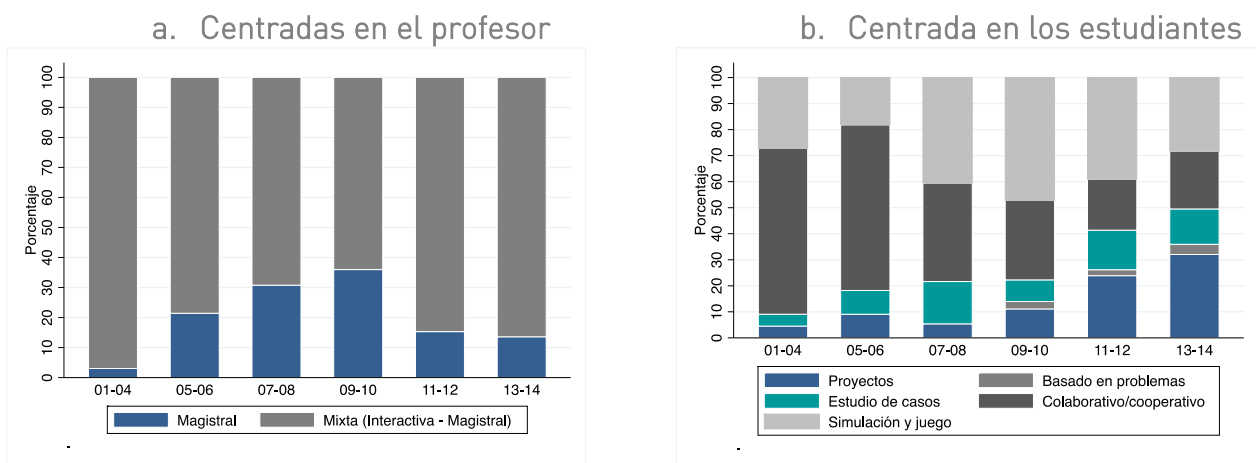 a. Centradas en el profesor
Porcentaje
100
90
80
70
60
50
40
30
20
10
0
01-04 05-06 07-08 09-10 11-12 13-14
Magistral Mixta (Interactiva - Magistral)
b. Centrada en los estudiantes
Porcentaje
100
90
80
70
60
50
40
30
20
10
0
01-04 05-06 07-08 09-10 11-12 13-14
Proyectos Basado en problemas
Estudio de casos Colaborativo/cooperativo
Simulación y juego